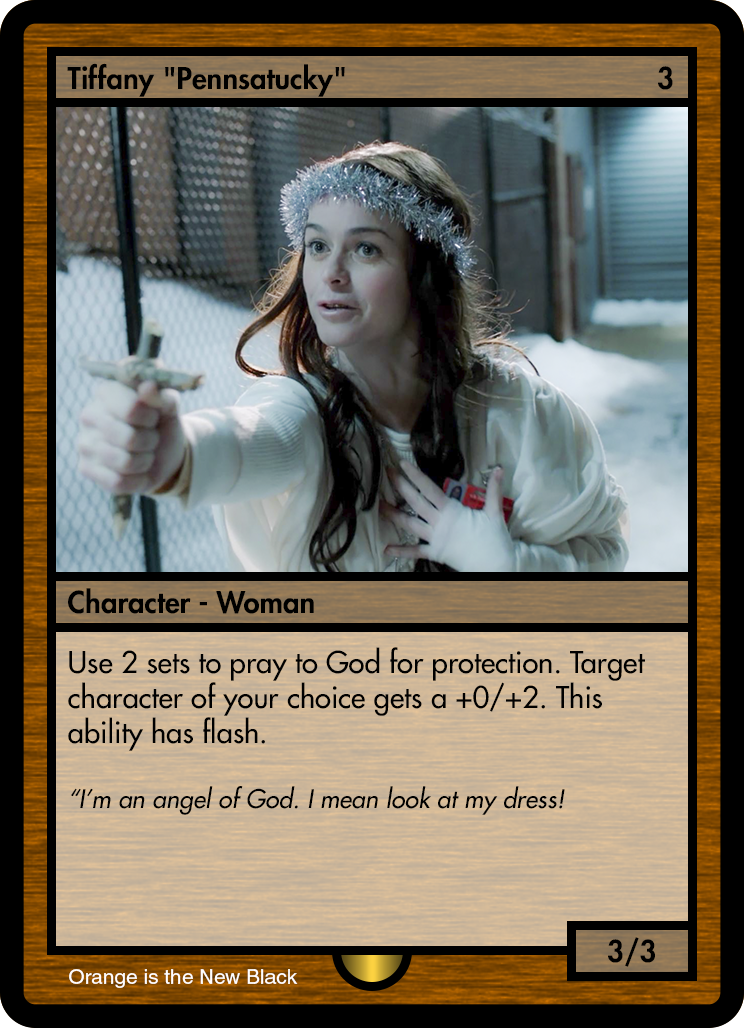 Tiffany "Pennsatucky" 3
Character - Woman
Use 2 sets to pray to God for protection. Target
character of your choice gets a +0/+2. This
ability has flash.
“I'm an angel of God. I mean look at my dress!
3/3
Orange is the New Black